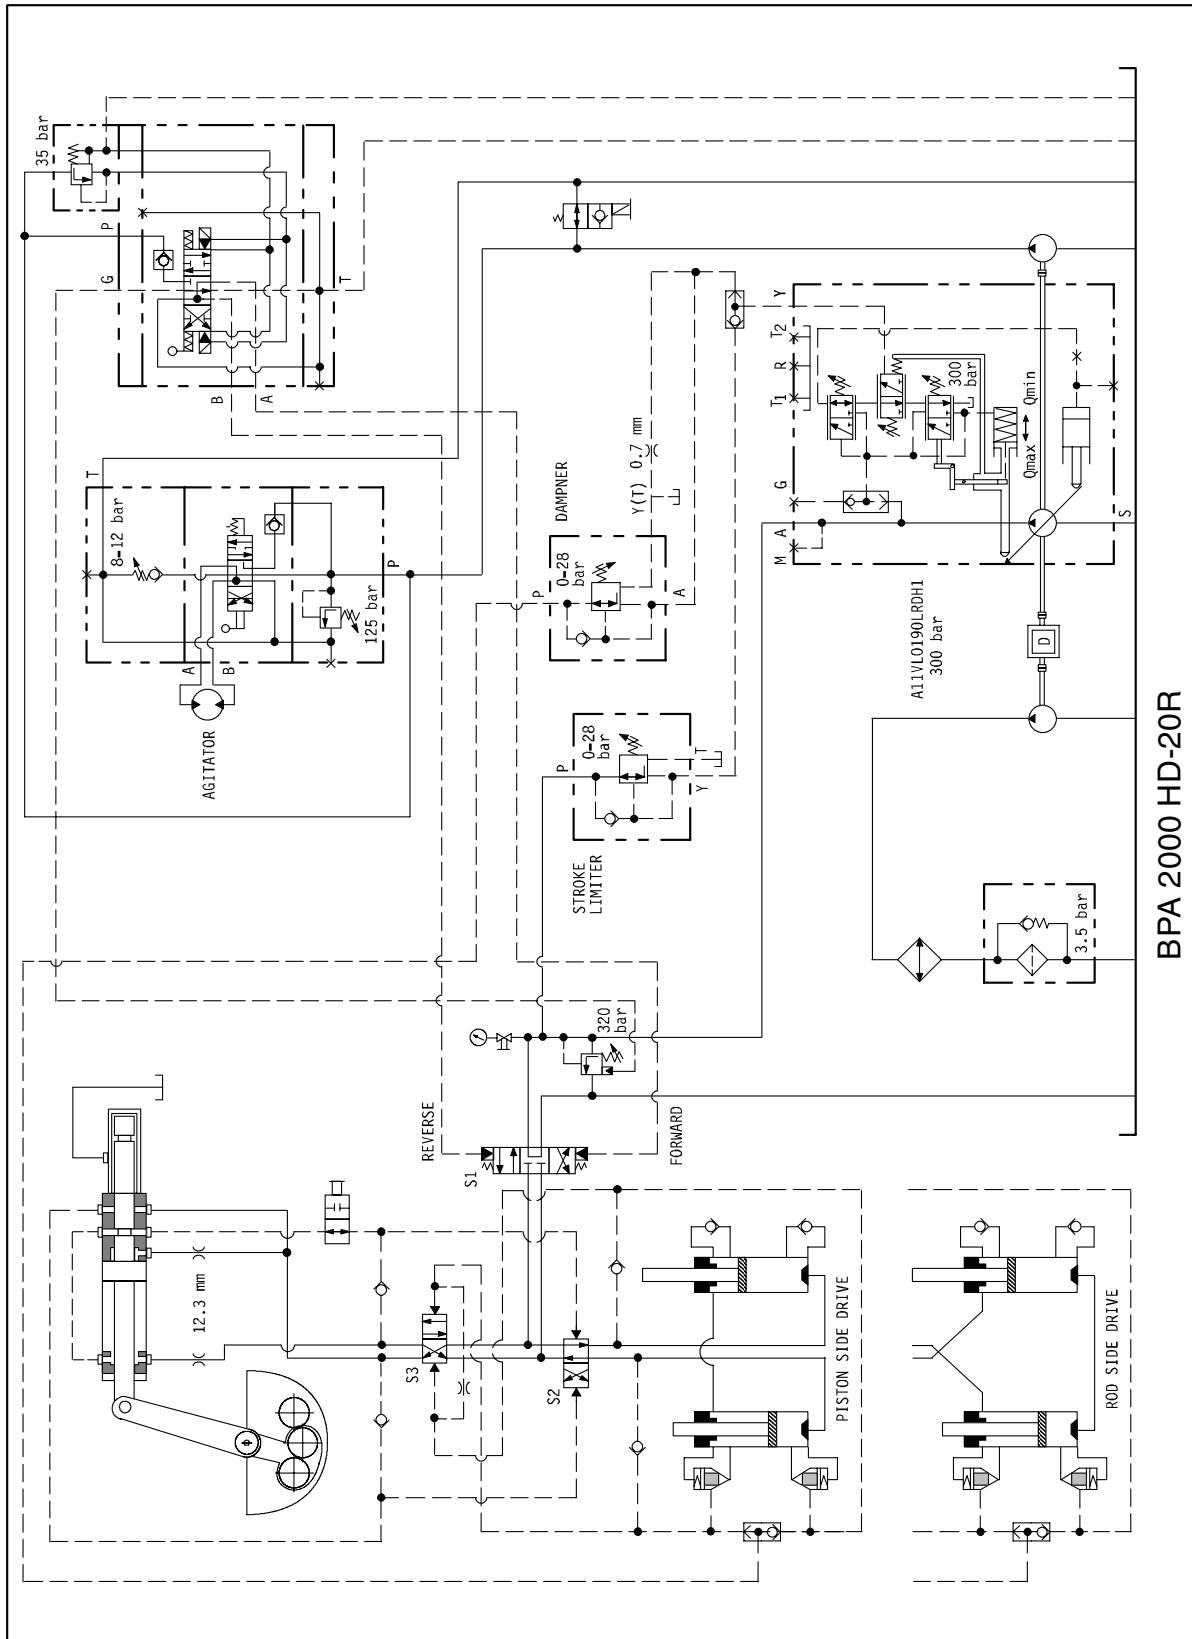 35 bar
P
G
T
B
A
T
8-12 bar
P
125 bar
A
B
AGITATOR
DAMPNER
Y(T) 0.7 mm
P
0-28
bar
A
STROKE
LIMITER
P
0-28
bar
T
Y
Y
T2
R
T1
G
A
M
300
bar
Qmin
Qmax
S
A11VLO190LRDH1
300 bar
D
3.5 bar
320
bar
REVERSE
FORWARD
S1
12.3 mm
S3
S2
PISTON SIDE DRIVE
ROD SIDE DRIVE
BPA 2000 HD-20R